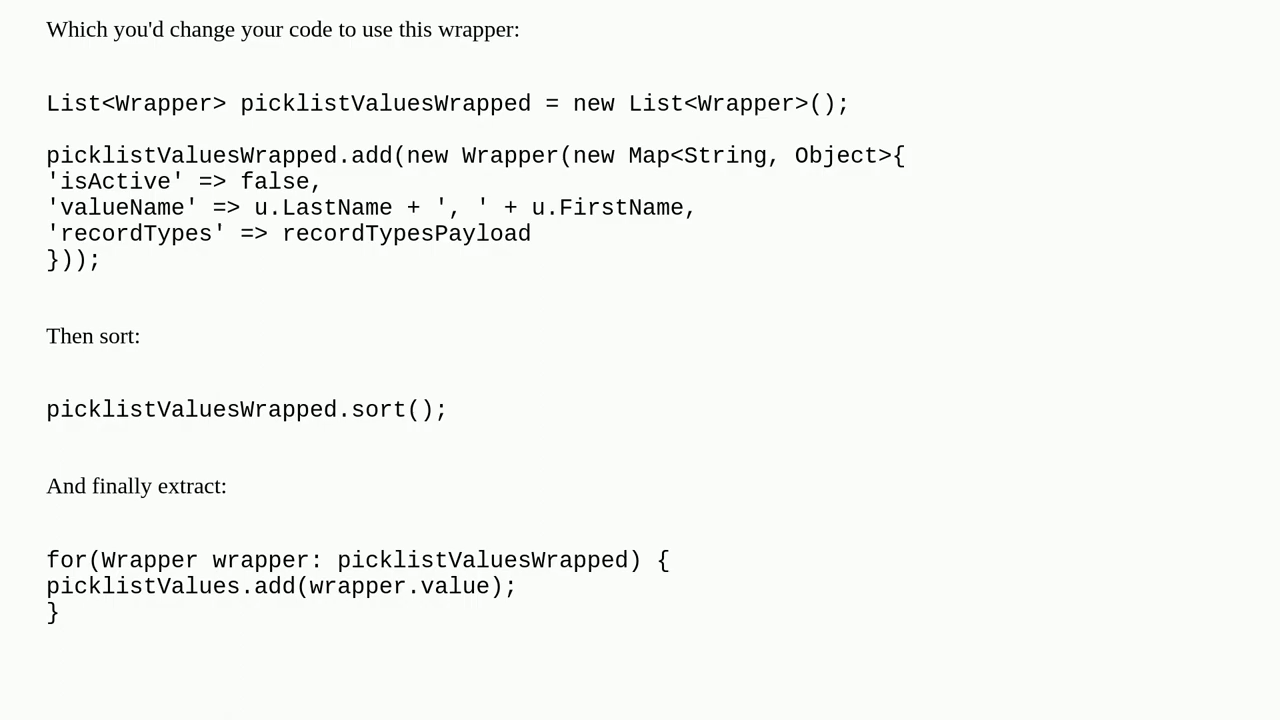 Which you'd change your code to use this wrapper:
List<Wrapper> picklistValuesWrapped = new List<Wrapper>();
picklistValuesWrapped.add(new Wrapper(new Map<String, Object>{
'isActive' => false,
'valueName' => u.LastName + ', ' + u.FirstName,
'recordTypes' => recordTypesPayload
}));
Then sort:
picklistValuesWrapped.sort();
And finally extract:
for(Wrapper wrapper: picklistValuesWrapped) {
picklistValues.add(wrapper.value);
}